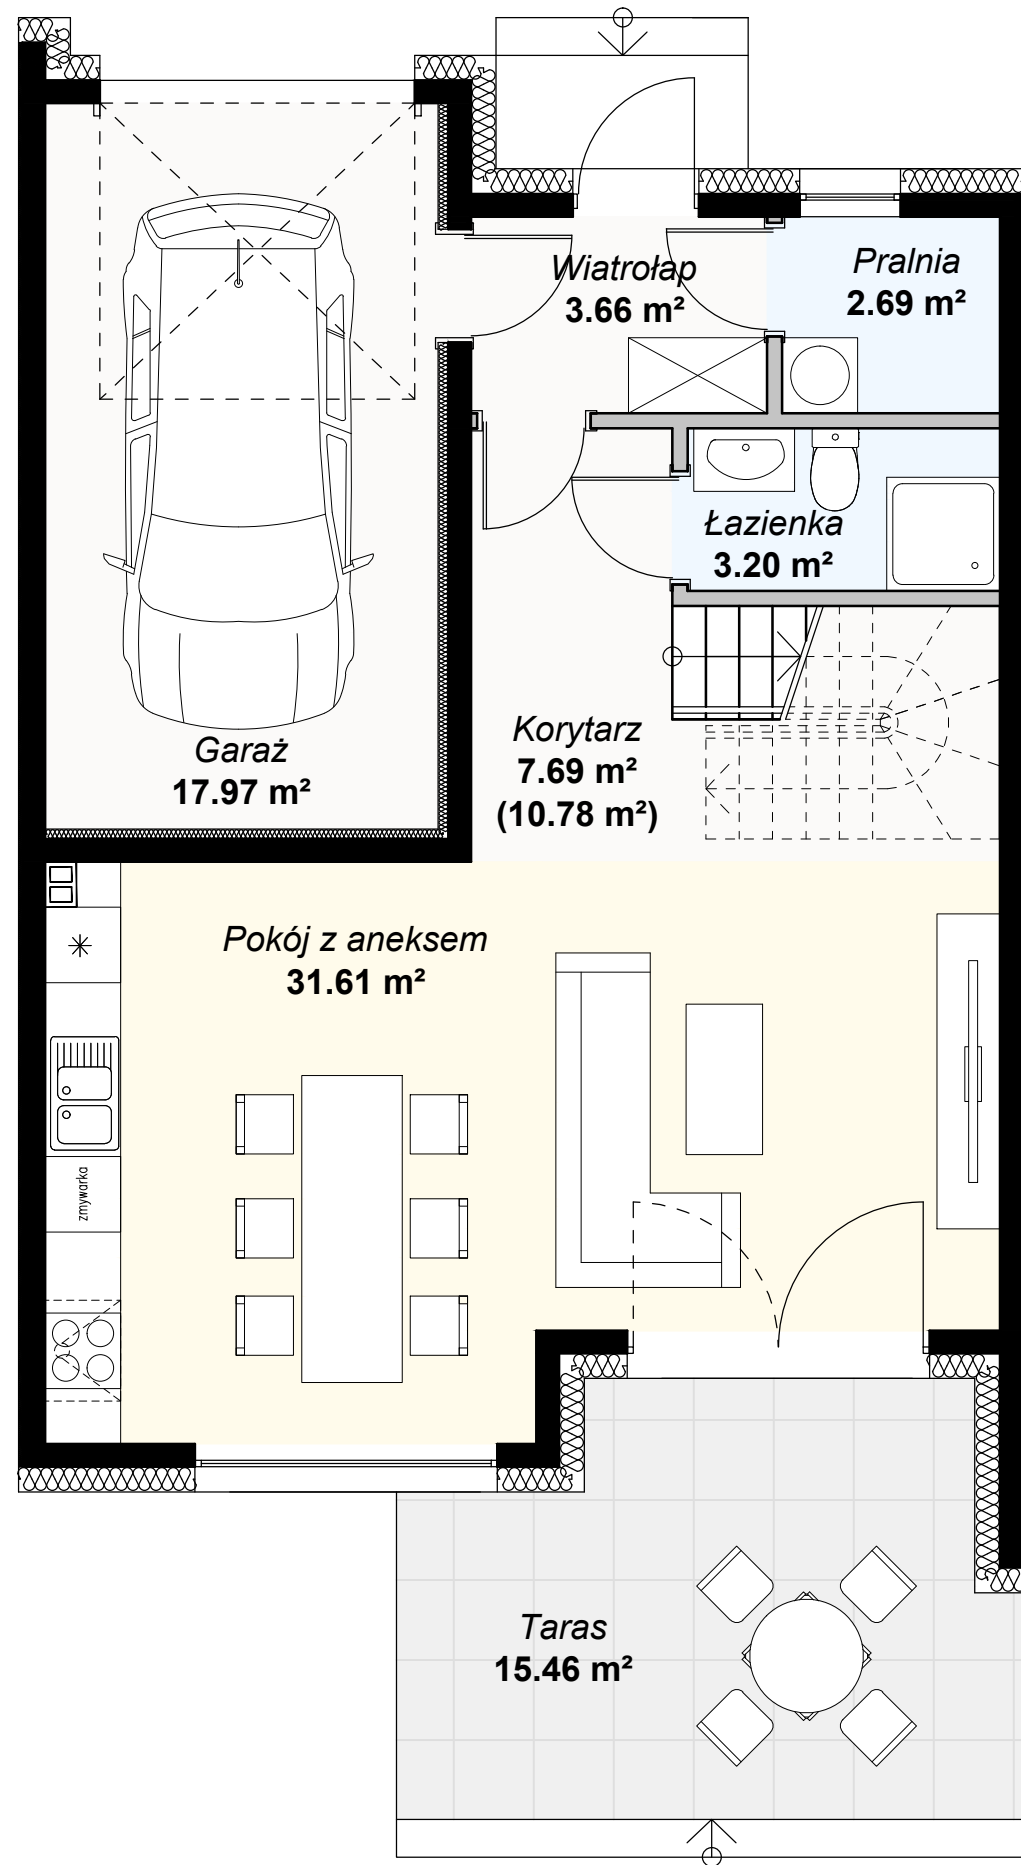 Wiatrołap
3.66 m²
Pralnia
2.69 m²
Łazienka
3.20 m²
Garaż
17.97 m²
Korytarz
7.69 m²
(10.78 m²)
Pokój z aneksem
31.61 m²
zmywarka
Taras
15.46 m²